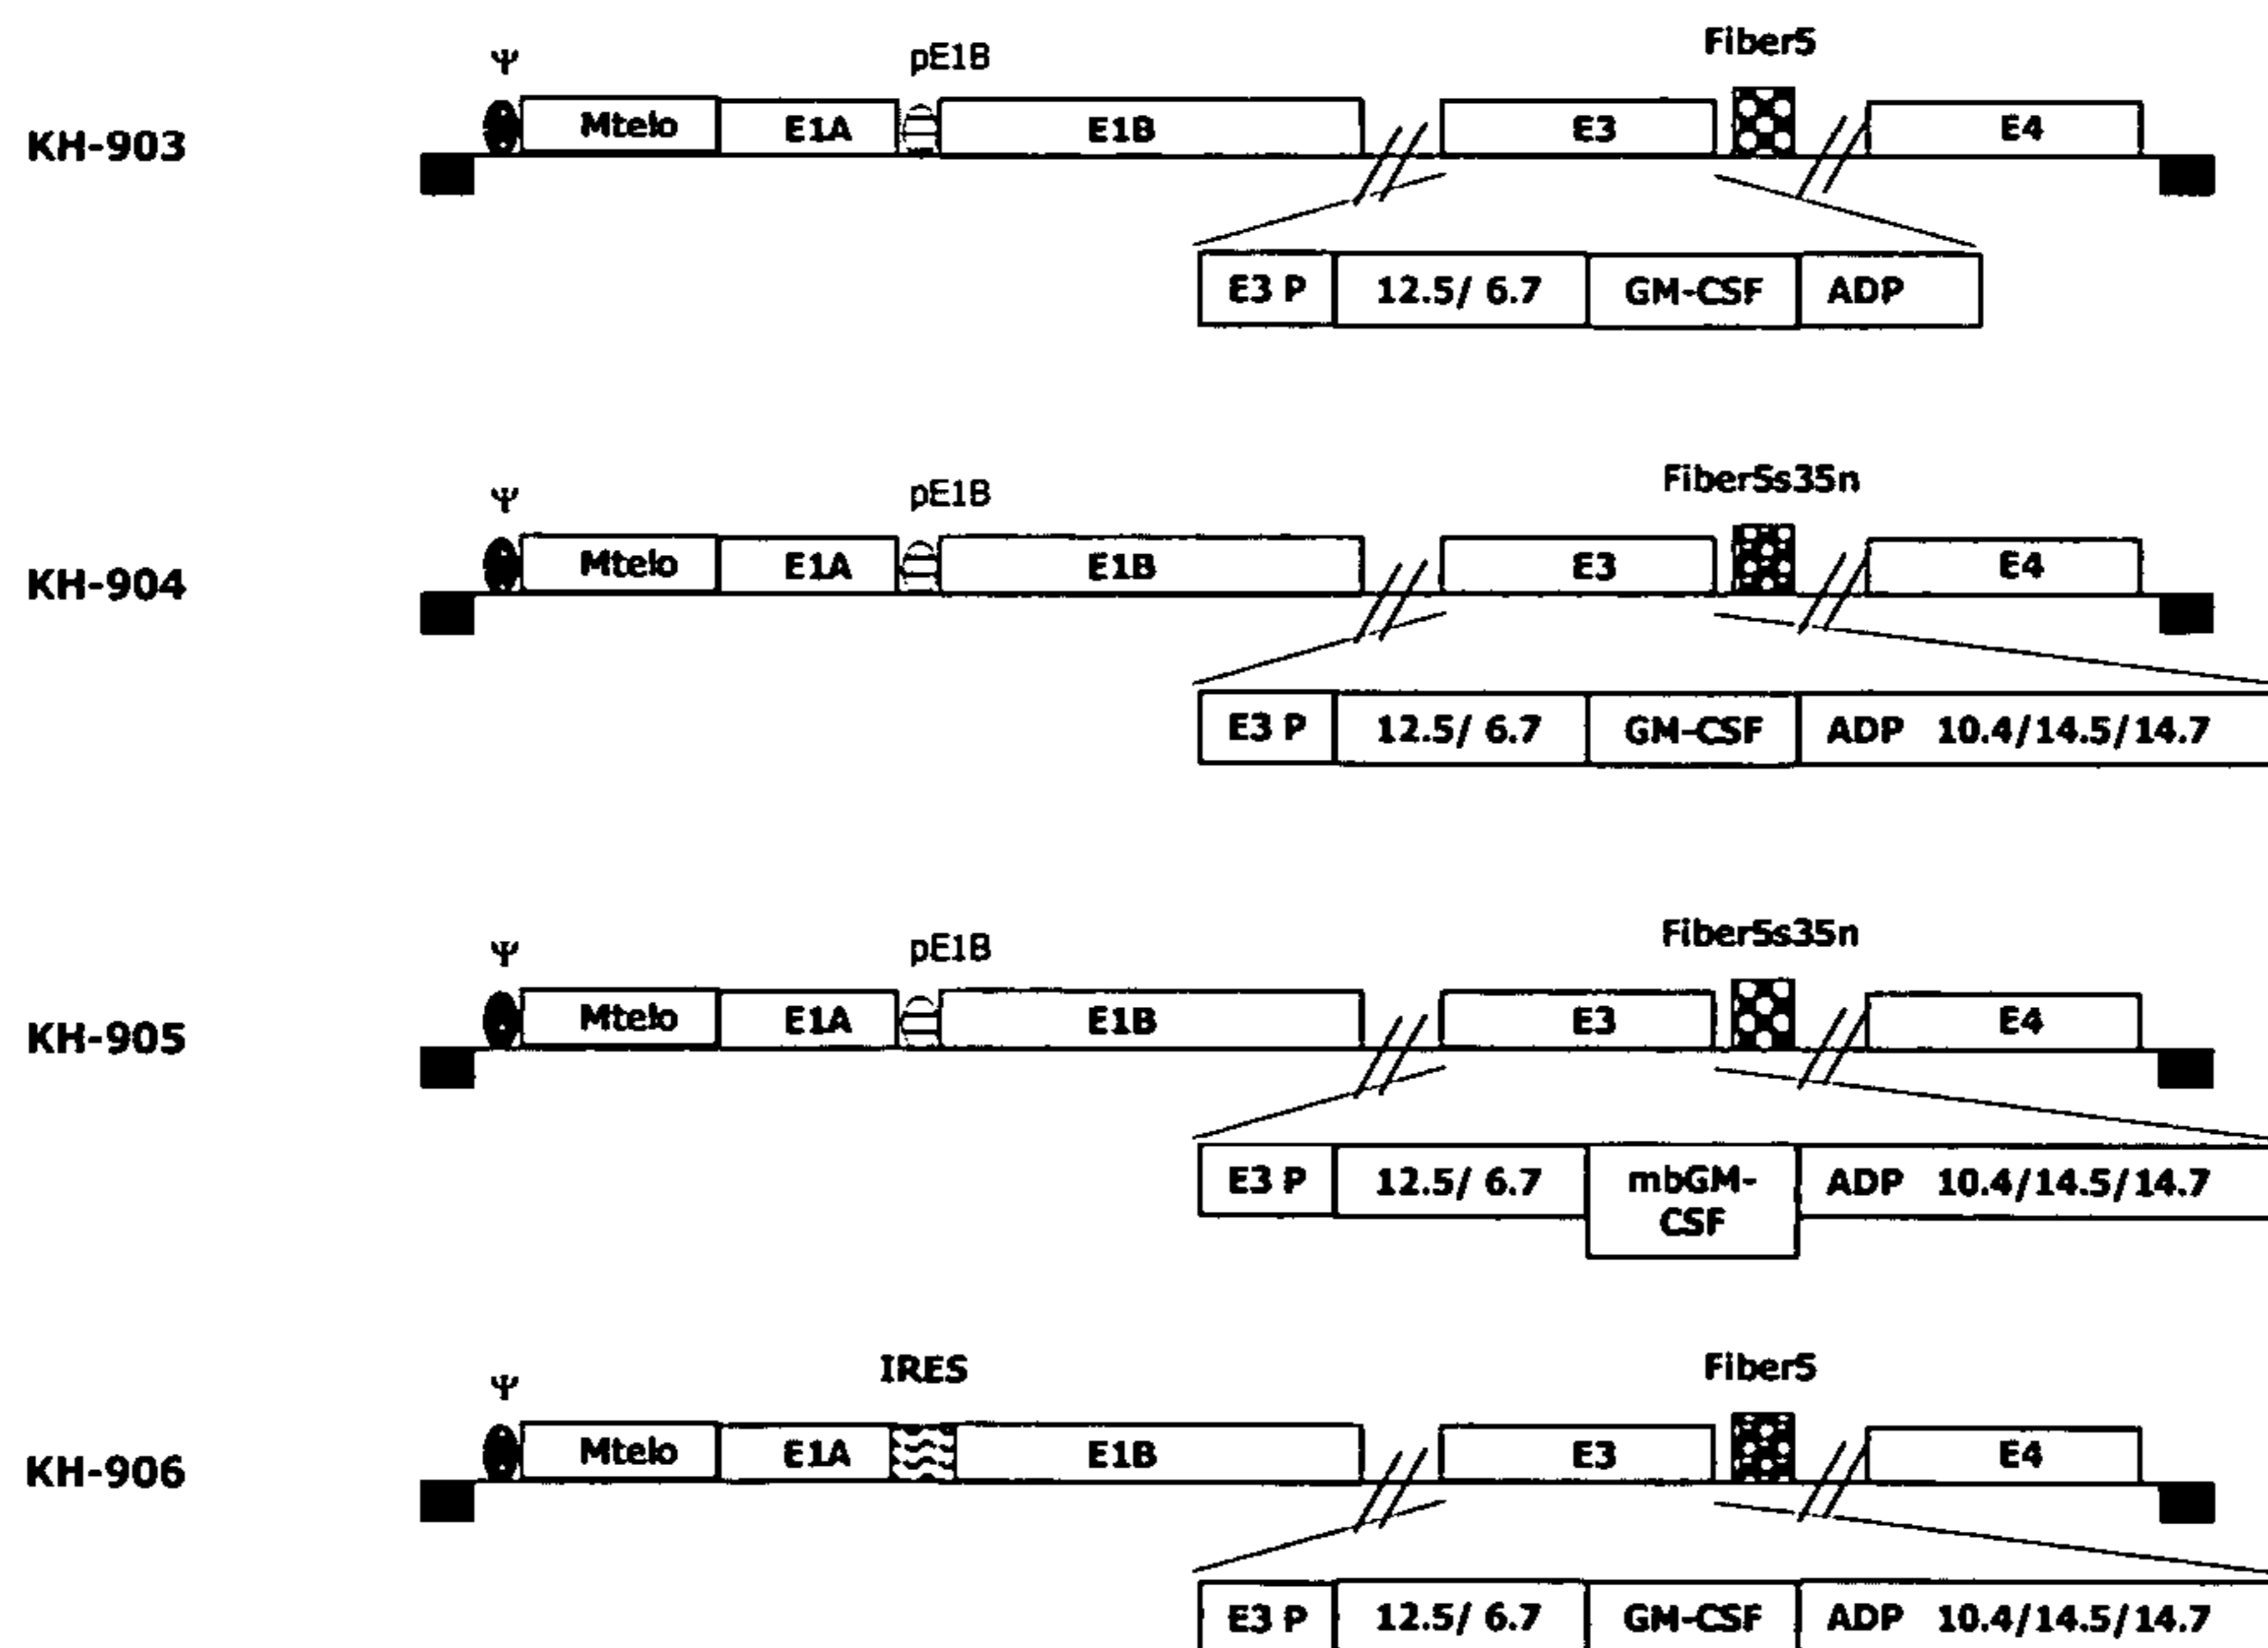 Ψ pE1B Fiber5
KH-903 Mtelo E1A E1B E3 E4
E3 P 12.5/ 6.7 GM-CSF ADP
Ψ pE1B Fiber5s35n
KH-904 Mtelo E1A E1B E3 E4
E3 P 12.5/ 6.7 GM-CSF ADP 10.4/14.5/14.7
Ψ pE1B Fiber5s35n
KH-905 Mtelo E1A E1B E3 E4
E3 P 12.5/ 6.7 mbGM- ADP 10.4/14.5/14.7
CSF
Ψ IRES Fiber5
KH-906 Mtelo E1A E1B E3 E4
E3 P 12.5/ 6.7 GM-CSF ADP 10.4/14.5/14.7